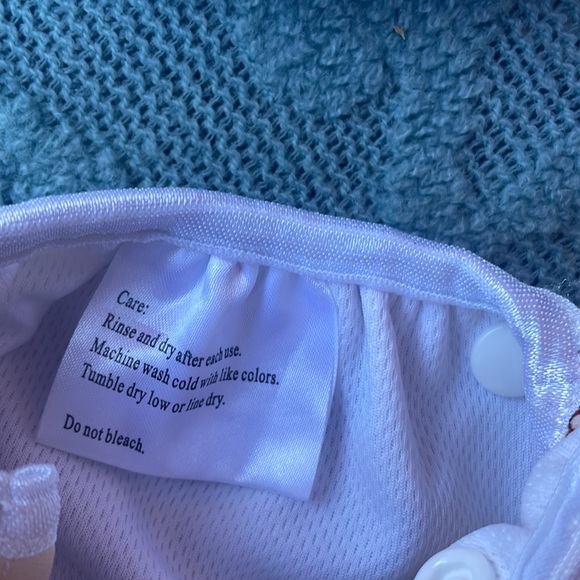 Care:
Rinse and dry after each use.
Machine wash cold with like colors.
Tumble dry low or line dry.
Do not bleach.